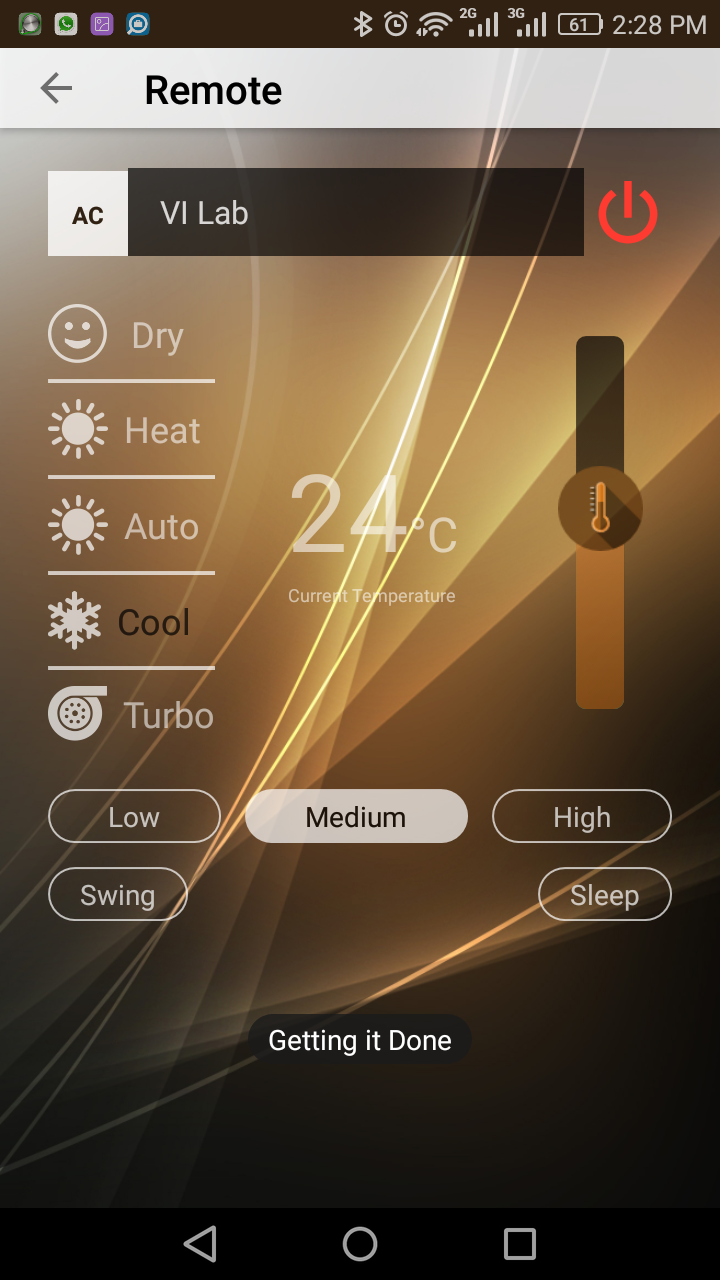 2G 3G 61 2:28 PM
Remote
AC VI Lab
Dry
Heat
Auto
24°C
Current Temperature
Cool
Turbo
Low Medium High
Swing Sleep
Getting it Done